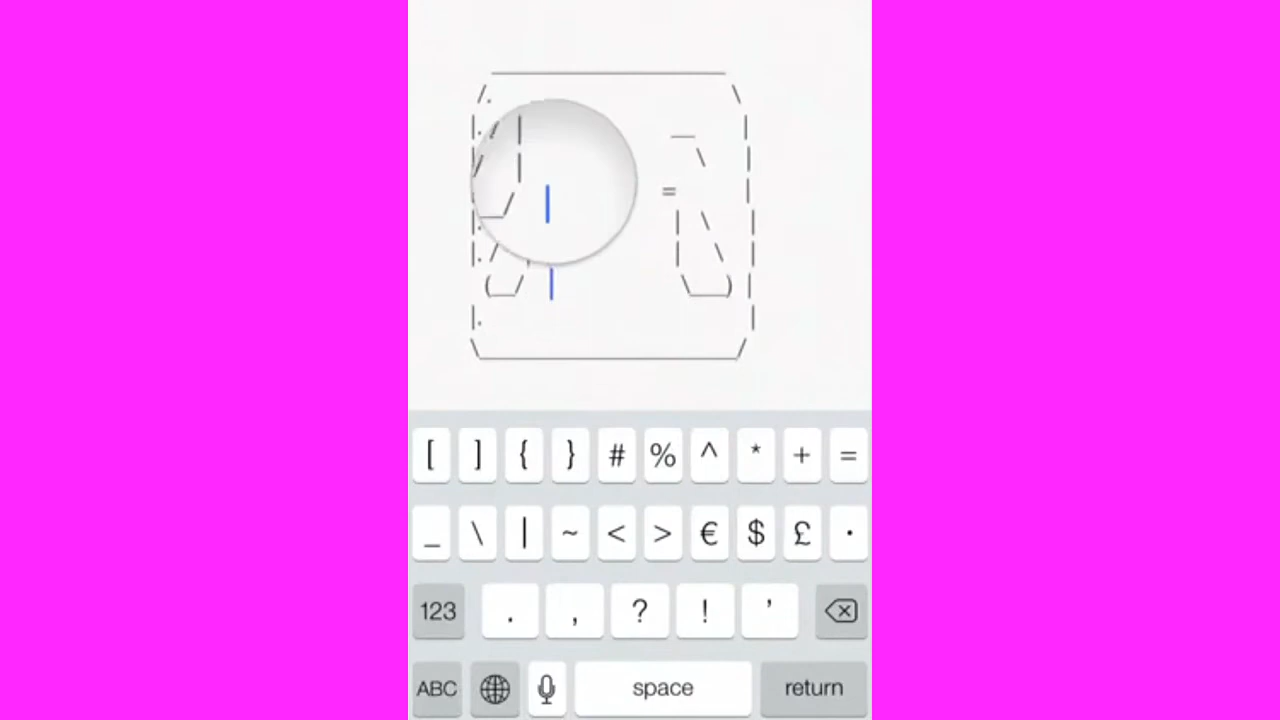 [ ] { } # % ^ * + =
_ \ | ~ < > € $ £ ·
123 . , ? ! ’
ABC space return